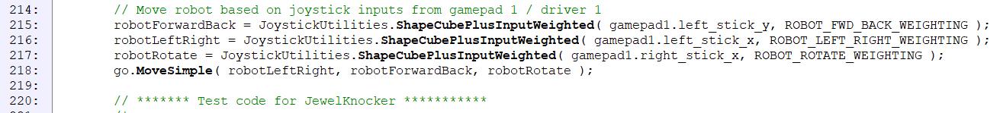 214: // Move robot based on joystick inputs from gamepad 1 / driver 1
215: robotForwardBack = JoystickUtilities.ShapeCubePlusInputWeighted( gamepad1.left_stick_y, ROBOT_FWD_BACK_WEIGHTING );
216: robotLeftRight = JoystickUtilities.ShapeCubePlusInputWeighted( gamepad1.left_stick_x, ROBOT_LEFT_RIGHT_WEIGHTING );
217: robotRotate = JoystickUtilities.ShapeCubePlusInputWeighted( gamepad1.right_stick_x, ROBOT_ROTATE_WEIGHTING );
218: go.MoveSimple( robotLeftRight, robotForwardBack, robotRotate );
219:
220: // ******* Test code for JewelKnocker ***********